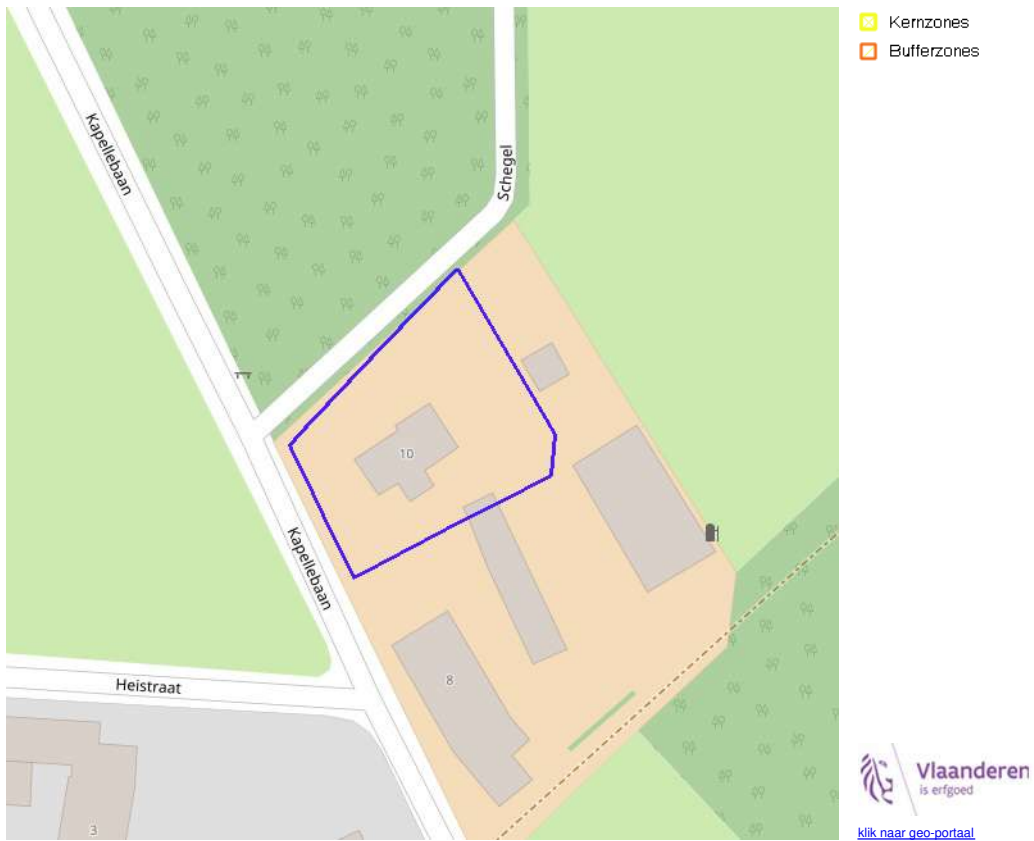 Kapellebaan
Schegel
10
Kapellebaan
8
Heistraat
3
Kernzones
Bufferzones
Vlaanderen
is erfgoed
klik naar geo-portaal